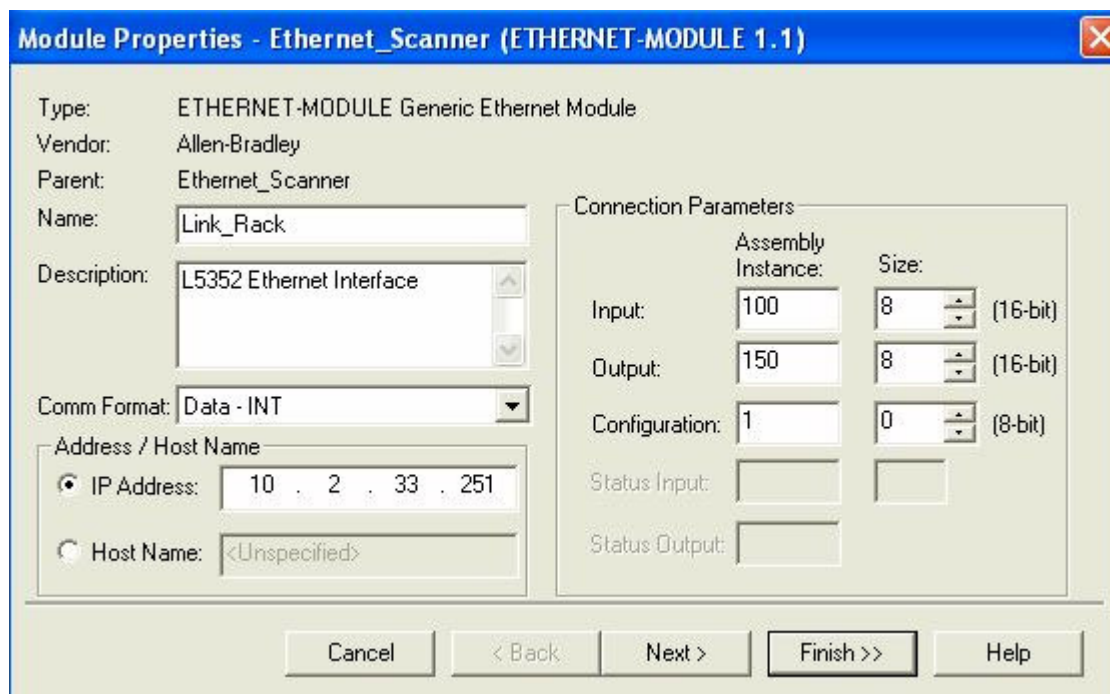 Module Properties - Ethernet_Scanner (ETHERNET-MODULE 1.1)
Type: ETHERNET-MODULE Generic Ethernet Module
Vendor: Allen-Bradley
Parent: Ethernet_Scanner
Name: Link_Rack
Description: L5352 Ethernet Interface
Comm Format: Data - INT
Address / Host Name
IP Address: 10 . 2 . 33 . 251
Host Name: <Unspecified>
Connection Parameters
Assembly
Instance: Size:
Input: 100 8 (16-bit)
Output: 150 8 (16-bit)
Configuration: 1 0 (8-bit)
Status Input:
Status Output:
Cancel < Back Next > Finish >> Help